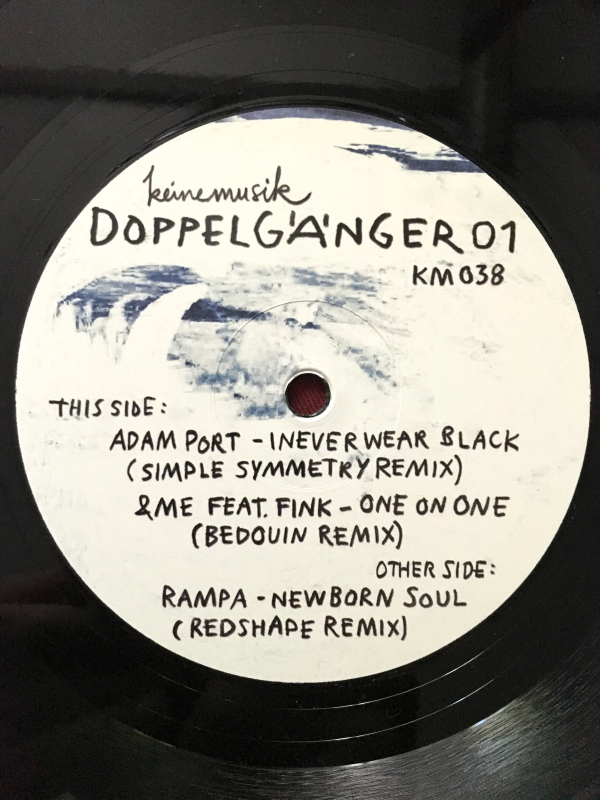 keinemusik
DOPPELGÄNGER 01
KM038
THIS SIDE:
ADAM PORT - I NEVER WEAR BLACK
(SIMPLE SYMMETRY REMIX)
&ME FEAT. FINK - ONE ON ONE
(BEDOUIN REMIX)
OTHER SIDE:
RAMPA - NEWBORN SOUL
(REDSHAPE REMIX)